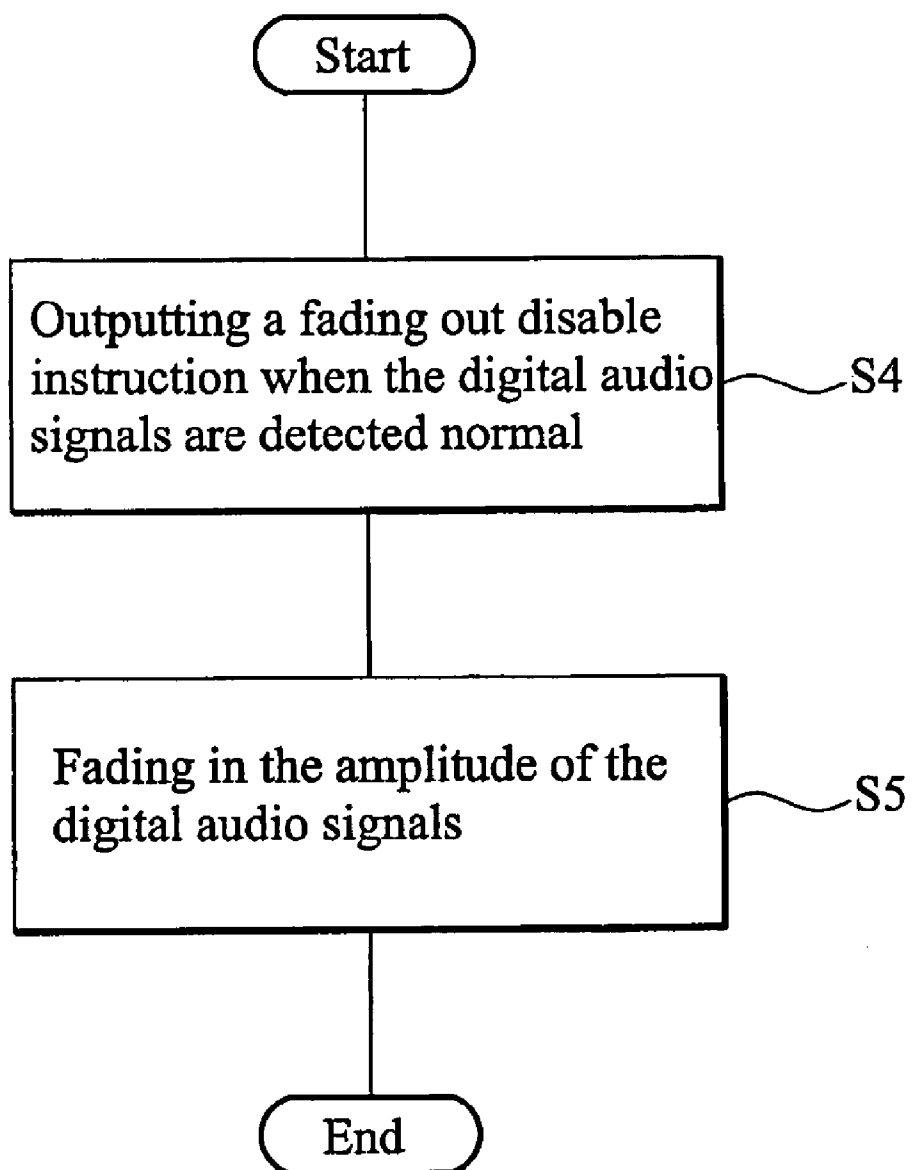 Start
Outputting a fading out disable
instruction when the digital audio
signals are detected normal
S4
Fading in the amplitude of the
digital audio signals
S5
End